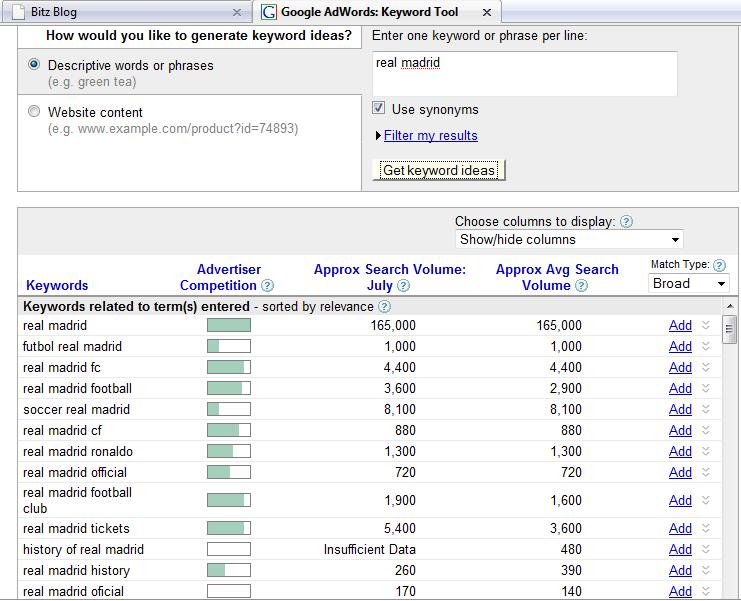 Bitz Blog
Google AdWords: Keyword Tool
How would you like to generate keyword ideas?
Descriptive words or phrases
(e.g. green tea)
Website content
(e.g. www.example.com/product?id=74893)
Enter one keyword or phrase per line:
real madrid
Use synonyms
Filter my results
Get keyword ideas
Choose columns to display: ?
Show/hide columns
Keywords
Advertiser
Competition ?
Approx Search Volume:
July ?
Approx Avg Search
Volume ?
Match Type: ?
Broad
Keywords related to term(s) entered - sorted by relevance ?
real madrid 165,000 165,000 Add
futbol real madrid 1,000 1,000 Add
real madrid fc 4,400 4,400 Add
real madrid football 3,600 2,900 Add
soccer real madrid 8,100 8,100 Add
real madrid cf 880 880 Add
real madrid ronaldo 1,300 1,300 Add
real madrid official 720 720 Add
real madrid football
club 1,900 1,600 Add
real madrid tickets 5,400 3,600 Add
history of real madrid Insufficient Data 480 Add
real madrid history 260 390 Add
real madrid oficial 170 140 Add